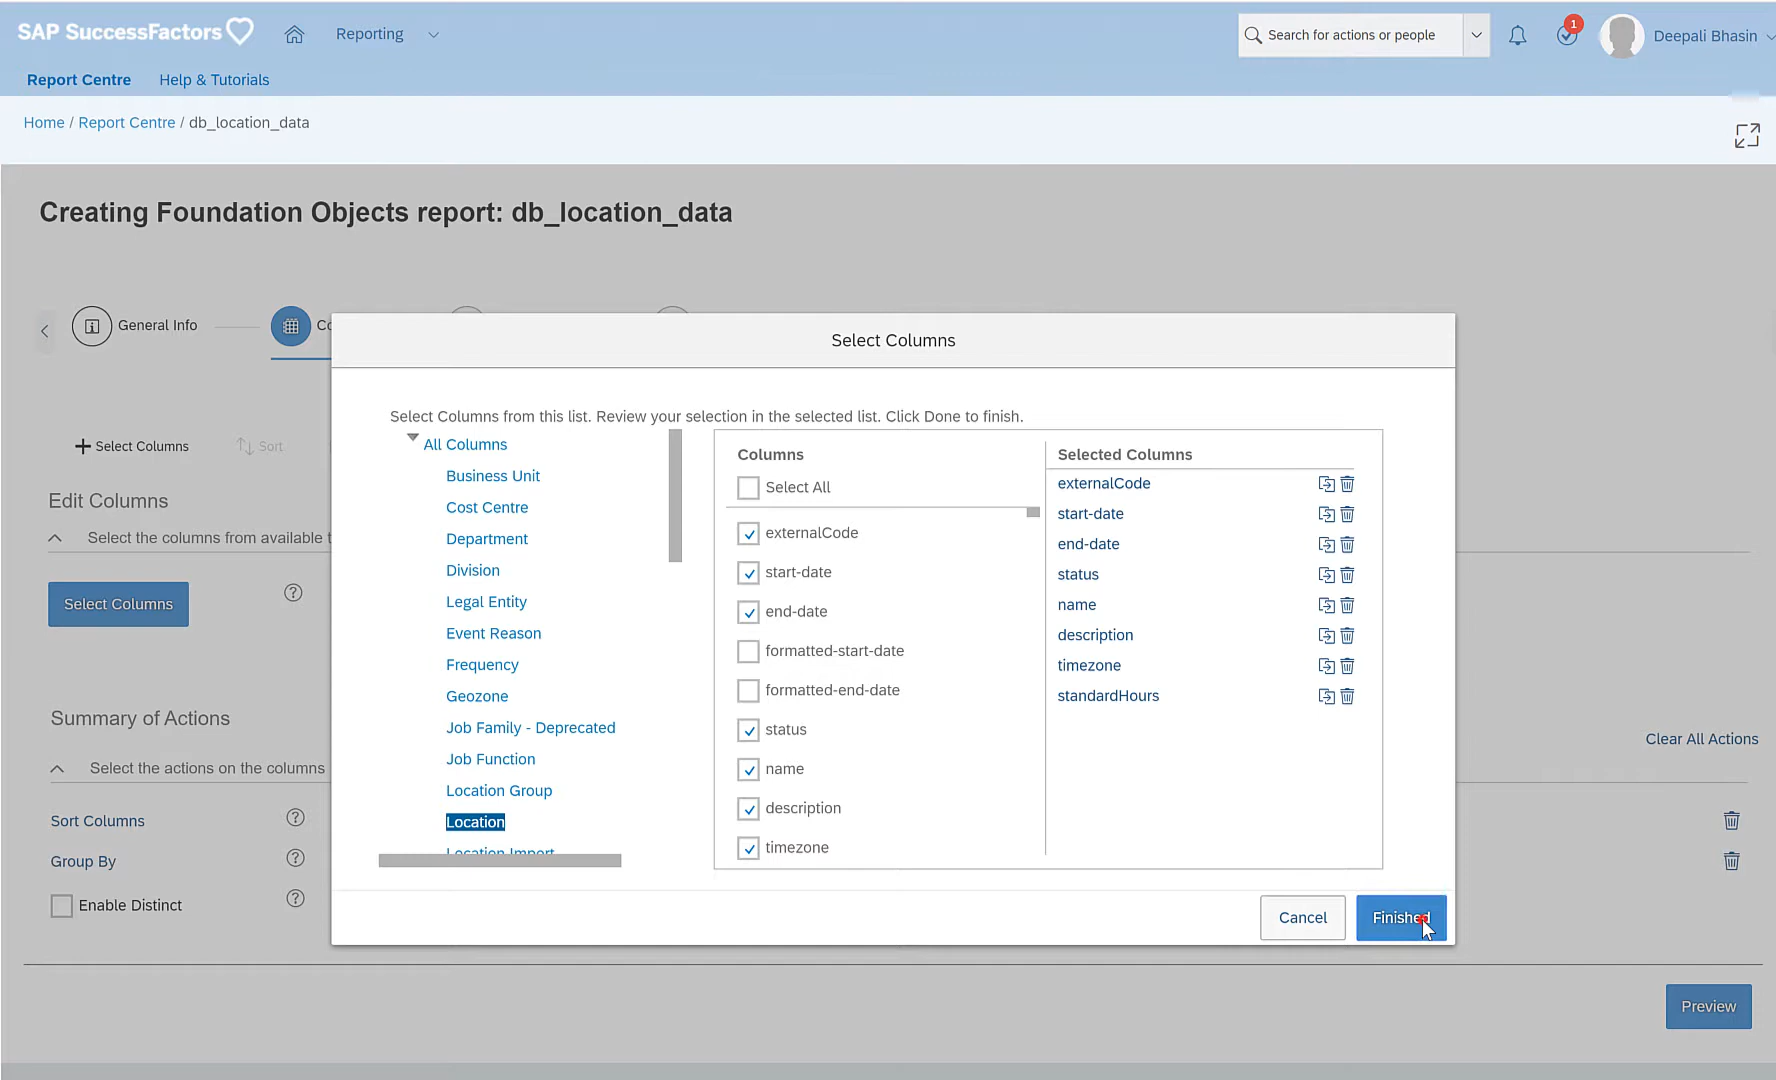 SAP SuccessFactors
Reporting
Search for actions or people
1
Deepali Bhasin
Report Centre
Help & Tutorials
Home / Report Centre / db_location_data
Creating Foundation Objects report: db_location_data
General Info
Co
Select Columns
Select Columns from this list. Review your selection in the selected list. Click Done to finish.
Select Columns
Sort
Edit Columns
Select the columns from available t
Select Columns
?
Summary of Actions
Select the actions on the columns
Clear All Actions
Sort Columns
?
Group By
?
Enable Distinct
?
All Columns
Business Unit
Cost Centre
Department
Division
Legal Entity
Event Reason
Frequency
Geozone
Job Family - Deprecated
Job Function
Location Group
Location
Location Import
Columns
Select All
externalCode
start-date
end-date
formatted-start-date
formatted-end-date
status
name
description
timezone
Selected Columns
externalCode
start-date
end-date
status
name
description
timezone
standardHours
Cancel
Finished
Preview